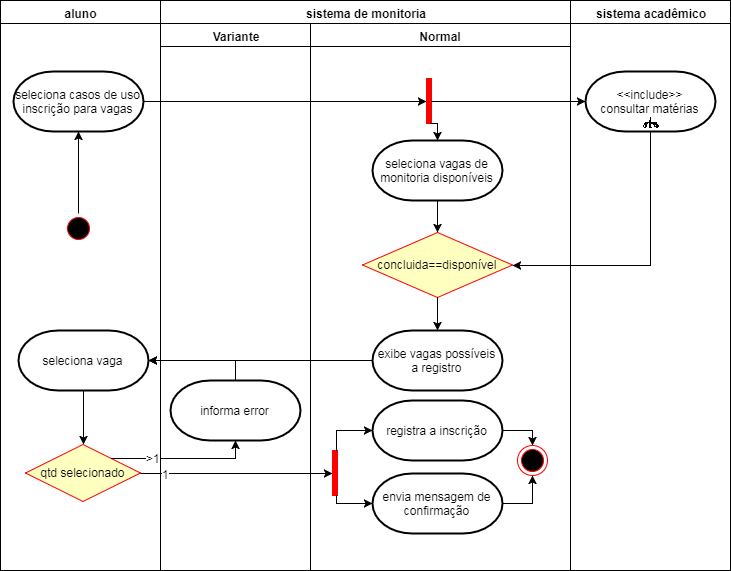 aluno
sistema de monitoria
sistema acadêmico
Variante
Normal
seleciona casos de uso
inscrição para vagas
<<include>>
consultar matérias
seleciona vagas de
monitoria disponíveis
concluida==disponível
seleciona vaga
exibe vagas possíveis
a registro
informa error
registra a inscrição
>1
qtd selecionado
1
envia mensagem de
confirmação